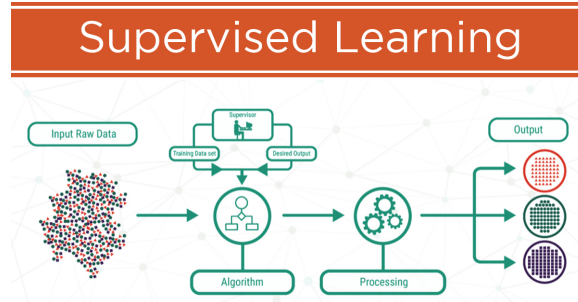 Supervised Learning
Input Raw Data
Supervisor
Training Data set
Desired Output
Algorithm
Processing
Output